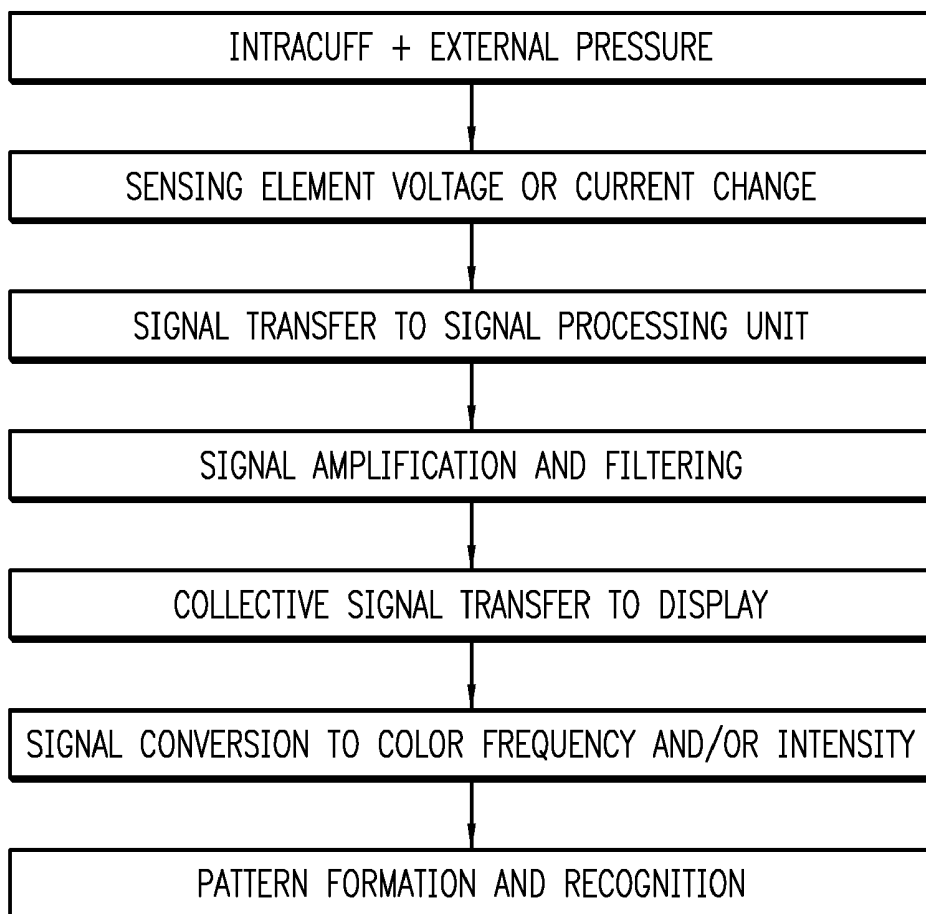 INTRACUFF + EXTERNAL PRESSURE
SENSING ELEMENT VOLTAGE OR CURRENT CHANGE
SIGNAL TRANSFER TO SIGNAL PROCESSING UNIT
SIGNAL AMPLIFICATION AND FILTERING
COLLECTIVE SIGNAL TRANSFER TO DISPLAY
SIGNAL CONVERSION TO COLOR FREQUENCY AND/OR INTENSITY
PATTERN FORMATION AND RECOGNITION